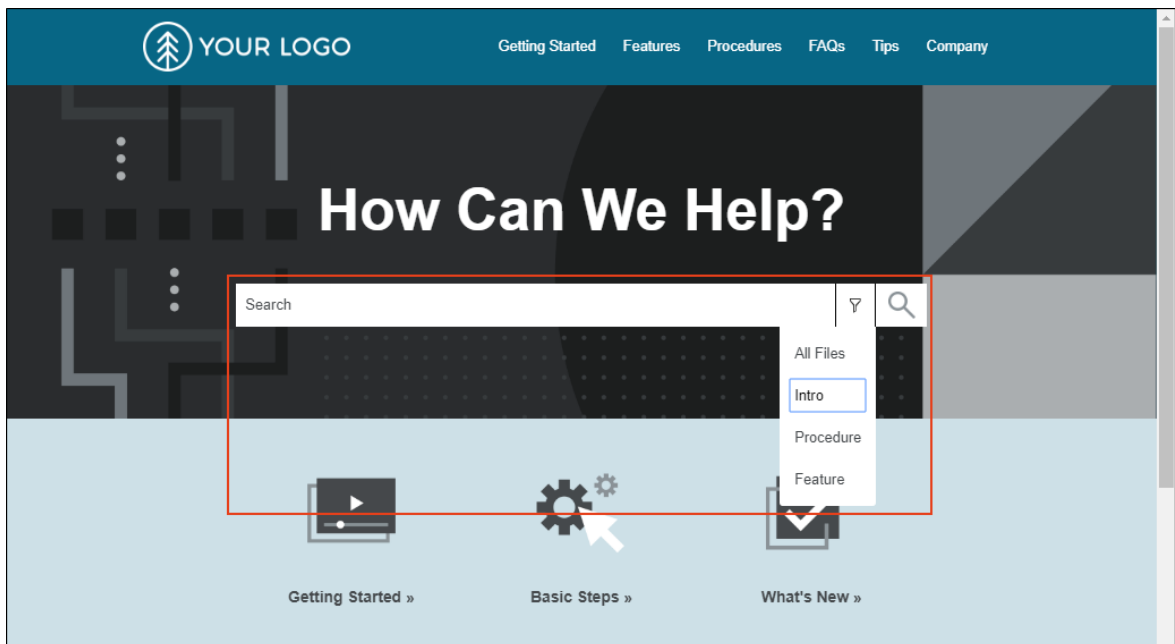 YOUR LOGO
Getting Started Features Procedures FAQs Tips Company
How Can We Help?
Search
All Files
Intro
Procedure
Feature
Getting Started »
Basic Steps »
What's New »